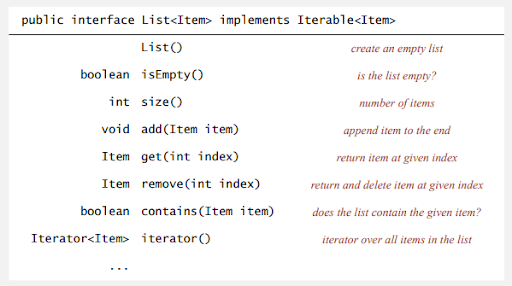 public interface List<Item> implements Iterable<Item>
List() create an empty list
boolean isEmpty() is the list empty?
int size() number of items
void add(Item item) append item to the end
Item get(int index) return item at given index
Item remove(int index) return and delete item at given index
boolean contains(Item item) does the list contain the given item?
Iterator<Item> iterator() iterator over all items in the list
...